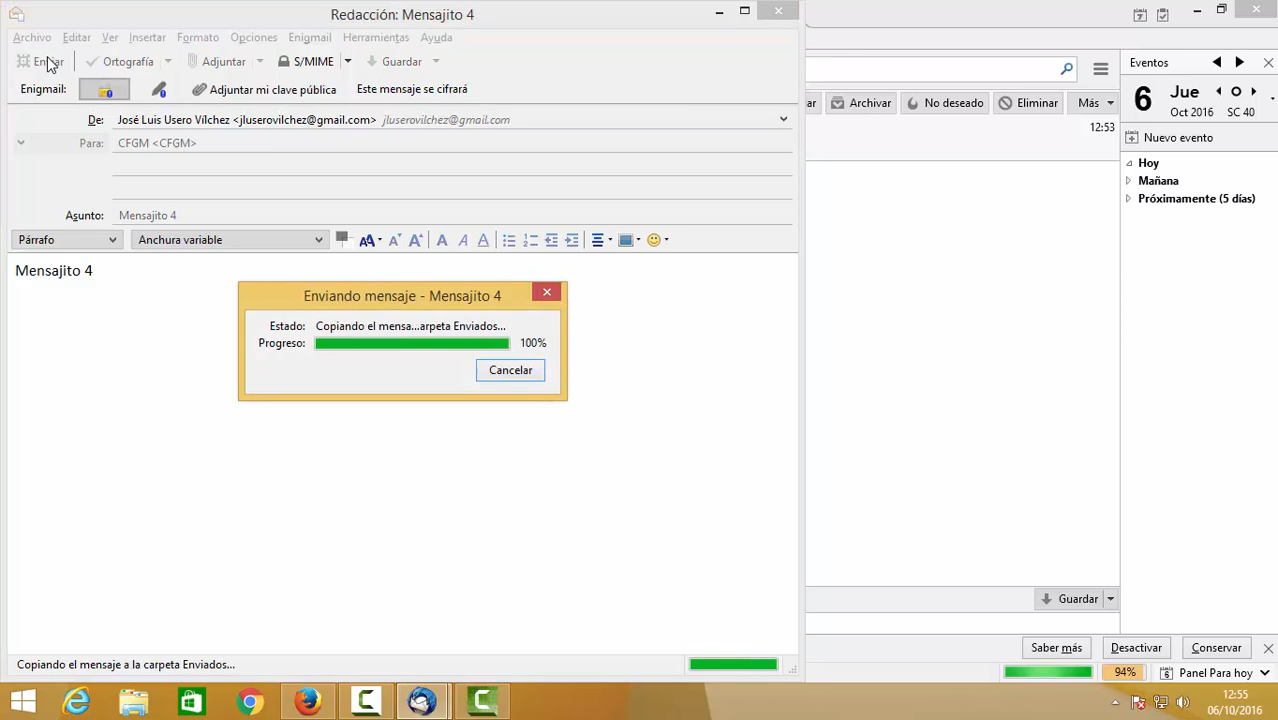 Redacción: Mensajito 4
Archivo Editar Ver Insertar Formato Opciones Enigmail Herramientas Ayuda
Ortografía Adjuntar S/MIME Guardar
Enigmail: Adjuntar mi clave pública Este mensaje se cifrará
De: José Luis Usero Vílchez <jluserovilchez@gmail.com> jluserovilchez@gmail.com
Para: CFGM <CFGM>
Asunto: Mensajito 4
Párrafo Anchura variable
Mensajito 4
Enviando mensaje - Mensajito 4
Estado: Copiando el mensa...arpeta Enviados...
Progreso: 100%
Cancelar
Copiando el mensaje a la carpeta Enviados...
ar Archivar No deseado Eliminar Más
12:53
Guardar
Saber más Desactivar Conservar
94% Panel Para hoy
Eventos
6 Jue
Oct 2016 SC 40
Nuevo evento
Hoy
Mañana
Próximamente (5 días)
12:55
06/10/2016